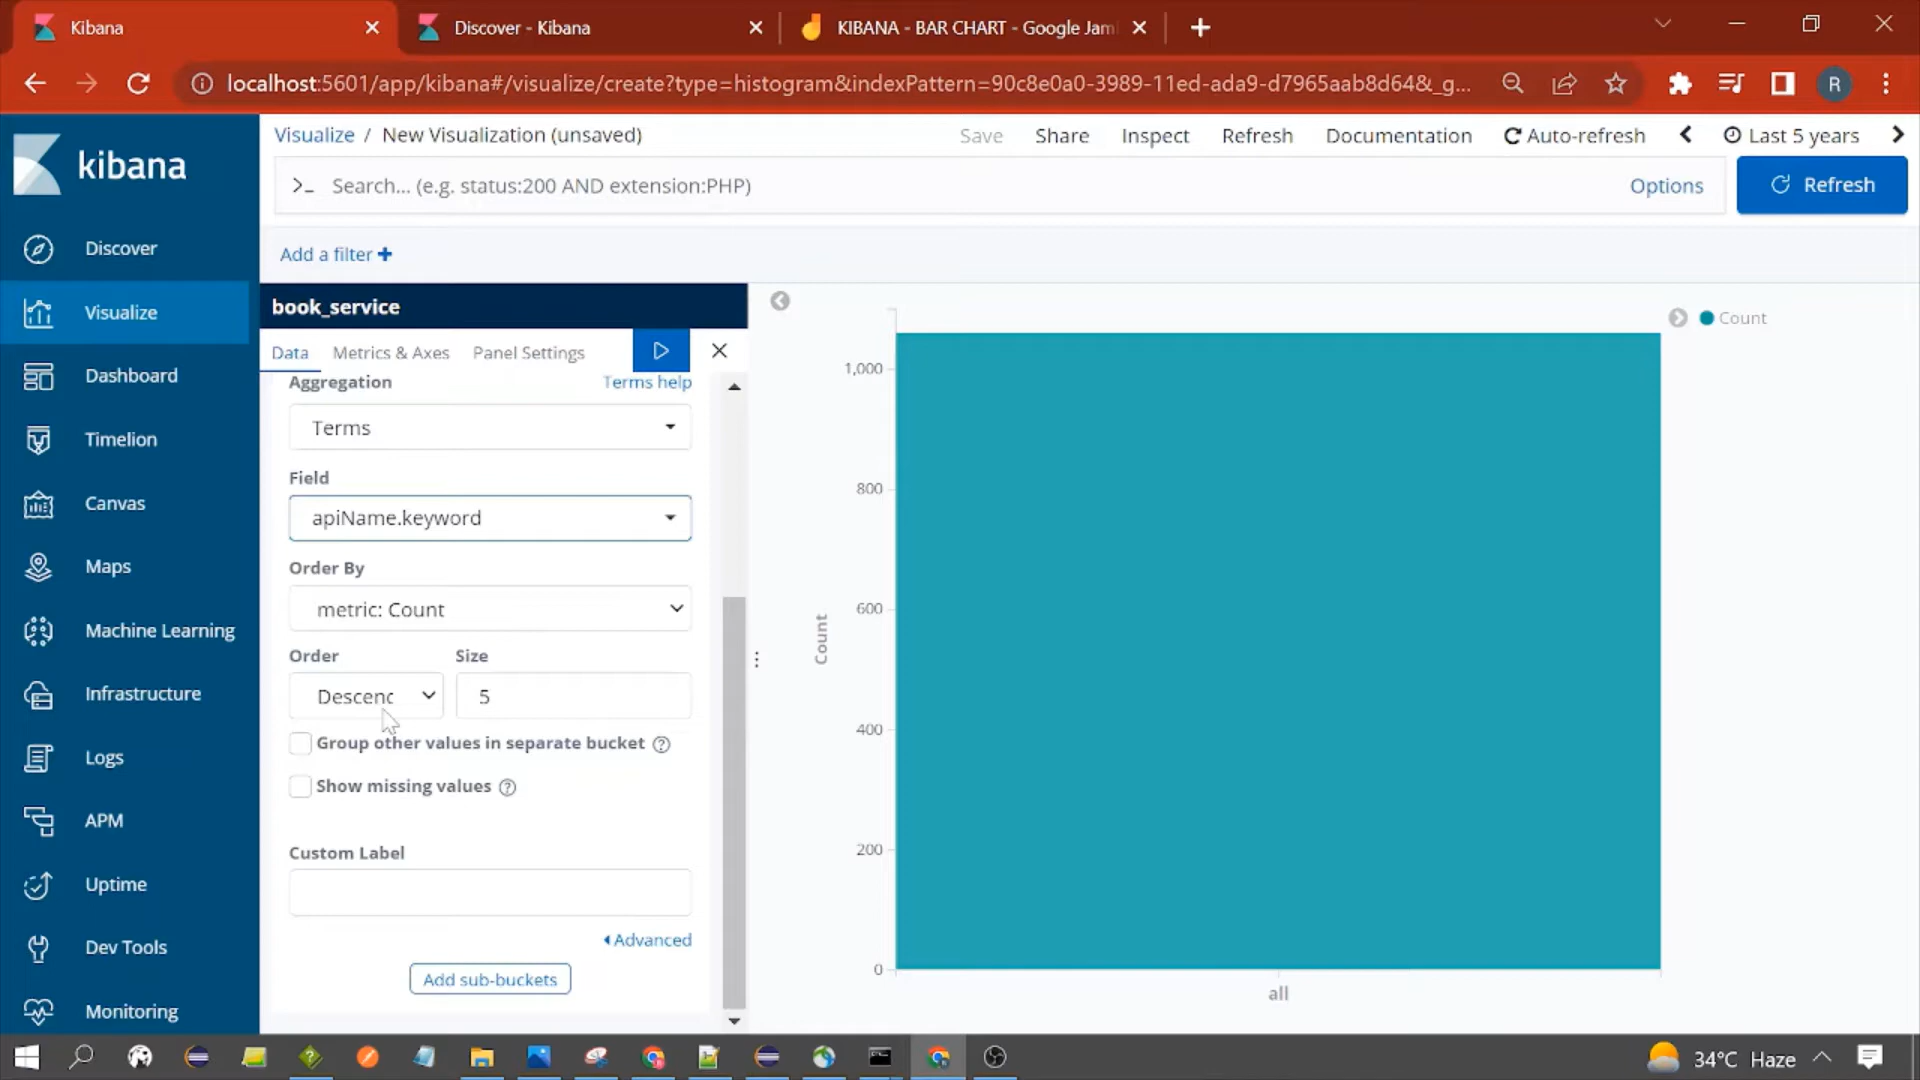 Kibana
Discover - Kibana
KIBANA - BAR CHART - Google Jam
localhost:5601/app/kibana#/visualize/create?type=histogram&indexPattern=90c8e0a0-3989-11ed-ada9-d7965aab8d64&_g...
R
kibana
Visualize / New Visualization (unsaved)
Save
Share
Inspect
Refresh
Documentation
Auto-refresh
Last 5 years
>_ Search... (e.g. status:200 AND extension:PHP)
Options
Refresh
Add a filter +
Discover
Visualize
Dashboard
Timelion
Canvas
Maps
Machine Learning
Infrastructure
Logs
APM
Uptime
Dev Tools
Monitoring
book_service
Data
Metrics & Axes
Panel Settings
Aggregation
Terms help
Terms
Field
apiName.keyword
Order By
metric: Count
Order
Size
Descenc
5
Group other values in separate bucket
Show missing values
Custom Label
Advanced
Add sub-buckets
Count
1,000
800
600
400
200
0
Count
all
34°C Haze